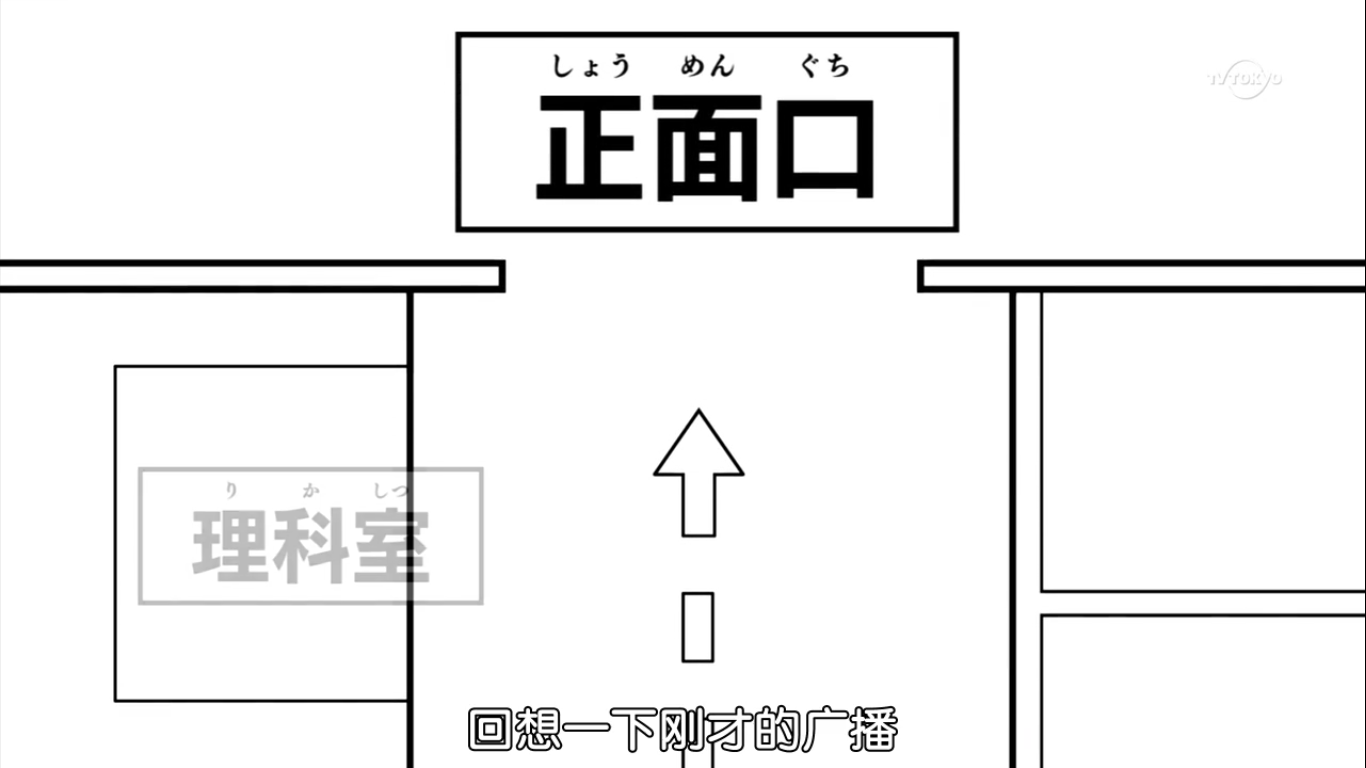 しょう めん ぐち
正面口
TV TOKYO
り か しつ
理科室
回想一下刚才的广播